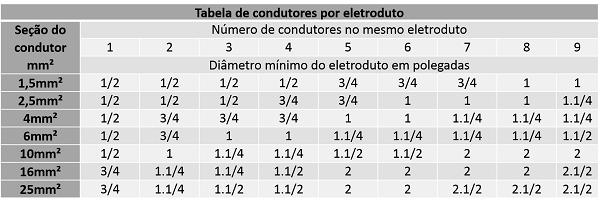 Tabela de condutores por eletroduto
Seção do condutor mm² Número de condutores no mesmo eletroduto
1 2 3 4 5 6 7 8 9
Diâmetro mínimo do eletroduto em polegadas
1,5mm² 1/2 1/2 1/2 1/2 3/4 3/4 3/4 1 1
2,5mm² 1/2 1/2 1/2 3/4 3/4 1 1 1 1.1/4
4mm² 1/2 3/4 3/4 3/4 1 1 1.1/4 1.1/4 1.1/4
6mm² 1/2 3/4 1 1 1.1/4 1.1/4 1.1/4 1.1/4 1.1/2
10mm² 1/2 1 1.1/4 1.1/4 1.1/2 1.1/2 2 2 2
16mm² 3/4 1.1/4 1.1/4 1.1/2 2 2 2 2 2.1/2
25mm² 3/4 1.1/4 1.1/2 1.1/2 2 2 2.1/2 2.1/2 2.1/2